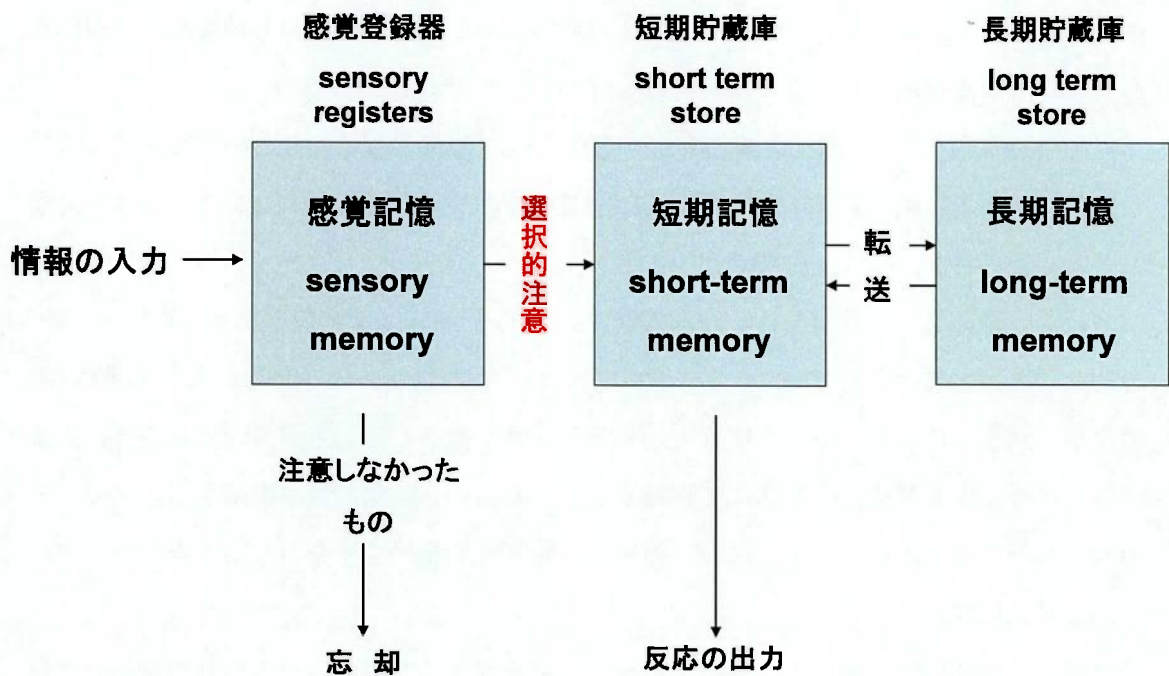 感覚登録器
sensory
registers
短期貯蔵庫
short term
store
長期貯蔵庫
long term
store
情報の入力
感覚記憶
sensory
memory
選択的注意
短期記憶
short-term
memory
転
送
長期記憶
long-term
memory
注意しなかった
もの
忘 却
反応の出力